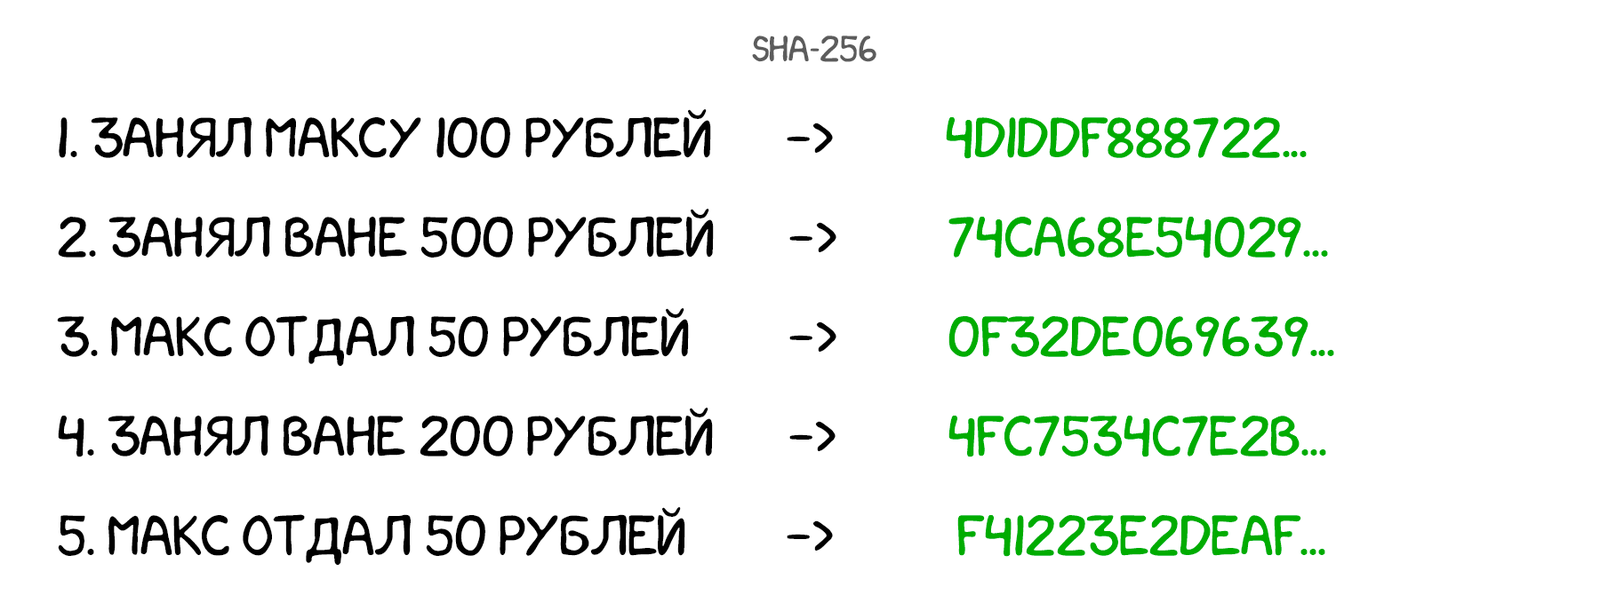 SHA-256
1. ЗАНЯЛ МАКСУ 100 РУБЛЕЙ -> 4D1DDF888722...
2. ЗАНЯЛ ВАНЕ 500 РУБЛЕЙ -> 74CA68E54029...
3. МАКС ОТДАЛ 50 РУБЛЕЙ -> 0F32DE069639...
4. ЗАНЯЛ ВАНЕ 200 РУБЛЕЙ -> 4FC7534C7E2B...
5. МАКС ОТДАЛ 50 РУБЛЕЙ -> F41223E2DEAF...